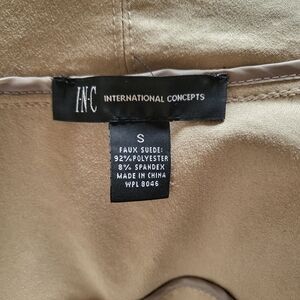 I·N·C INTERNATIONAL CONCEPTS
S
FAUX SUEDE:
92% POLYESTER
8% SPANDEX
MADE IN CHINA
WPL 8046